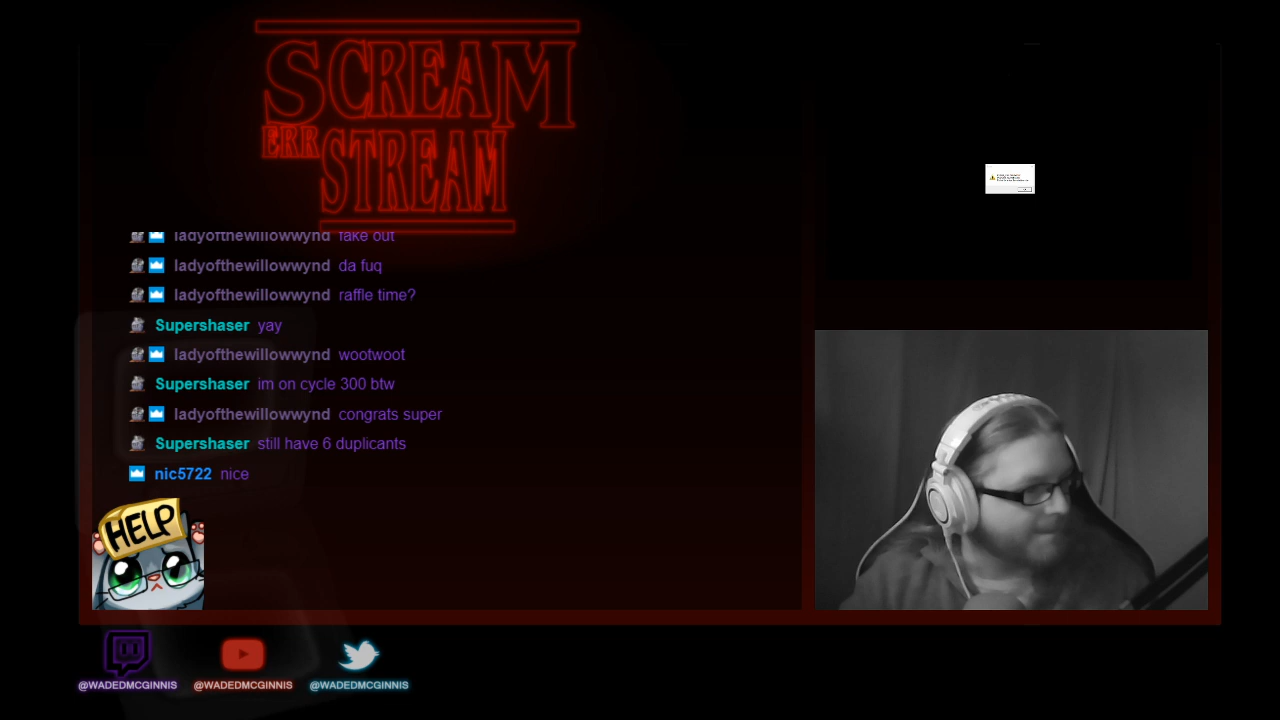 SCREAM
ERR STREAM
ladyofthewillowwynd fake out
ladyofthewillowwynd da fuq
ladyofthewillowwynd raffle time?
Supershaser yay
ladyofthewillowwynd wootwoot
Supershaser im on cycle 300 btw
ladyofthewillowwynd congrats super
Supershaser still have 6 duplicants
nic5722 nice
HELP
@WADEDMCGINNIS @WADEDMCGINNIS @WADEDMCGINNIS